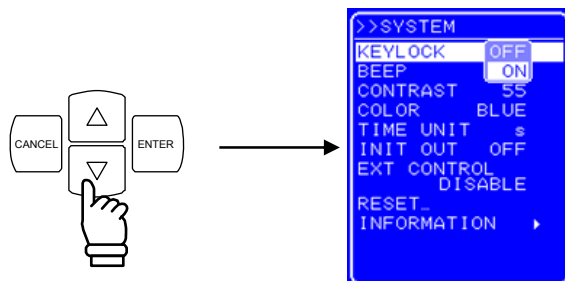 CANCEL
ENTER
>>SYSTEM
KEYLOCK OFF
BEEP ON
CONTRAST 55
COLOR BLUE
TIME UNIT s
INIT OUT OFF
EXT CONTROL
DISABLE
RESET_
INFORMATION